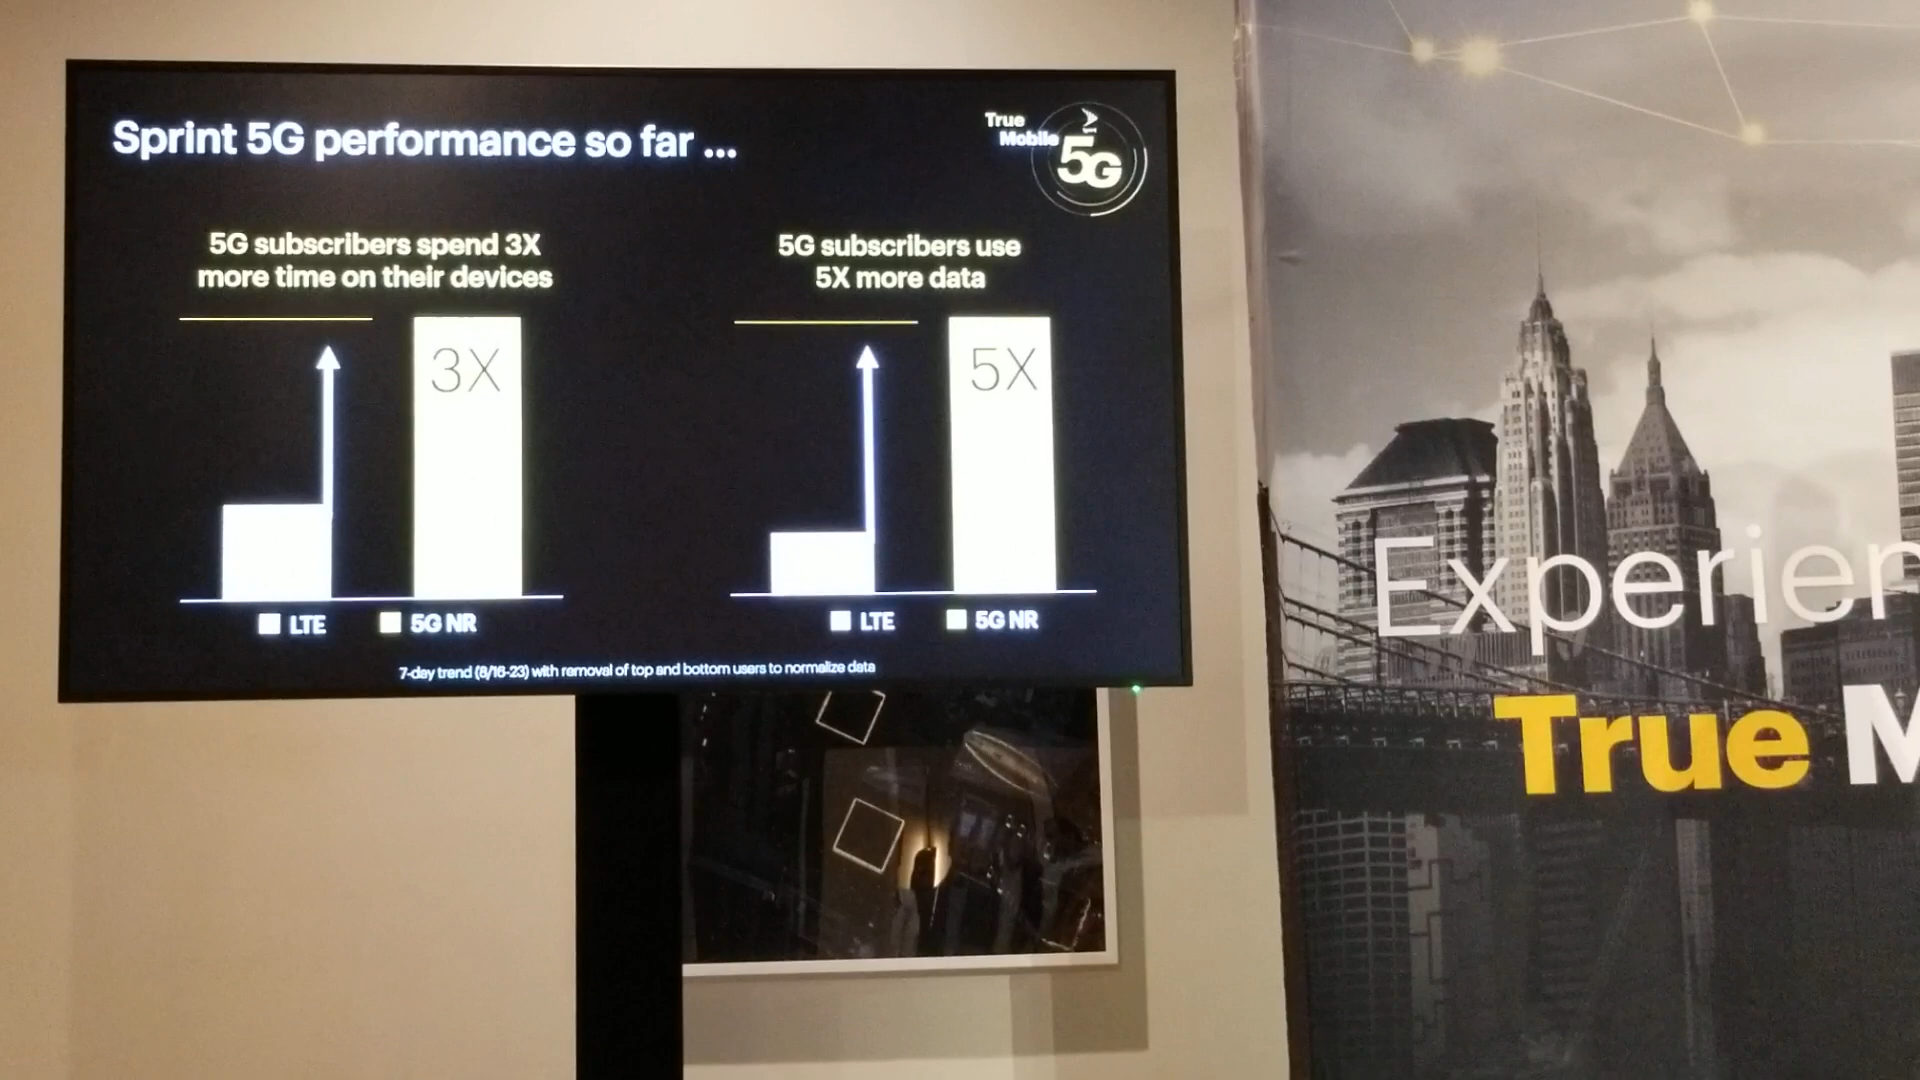 Sprint 5G performance so far ...
True
Mobile
5G
5G subscribers spend 3X
more time on their devices
3X
LTE
5G NR
5G subscribers use
5X more data
5X
LTE
5G NR
7-day trend (8/16-23) with removal of top and bottom users to normalize data
Experien
True M